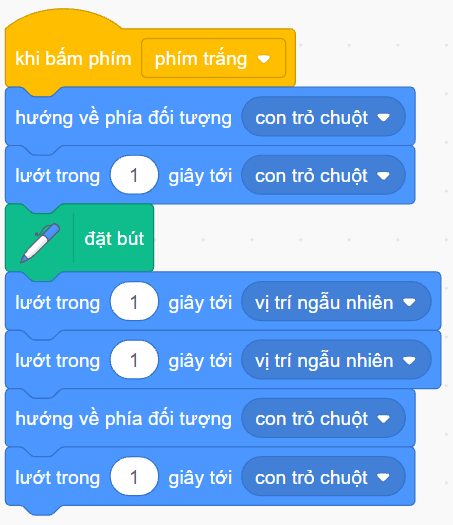 khi bấm phím phím trắng
hướng về phía đối tượng con trỏ chuột
lướt trong 1 giây tới con trỏ chuột
đặt bút
lướt trong 1 giây tới vị trí ngẫu nhiên
lướt trong 1 giây tới vị trí ngẫu nhiên
hướng về phía đối tượng con trỏ chuột
lướt trong 1 giây tới con trỏ chuột